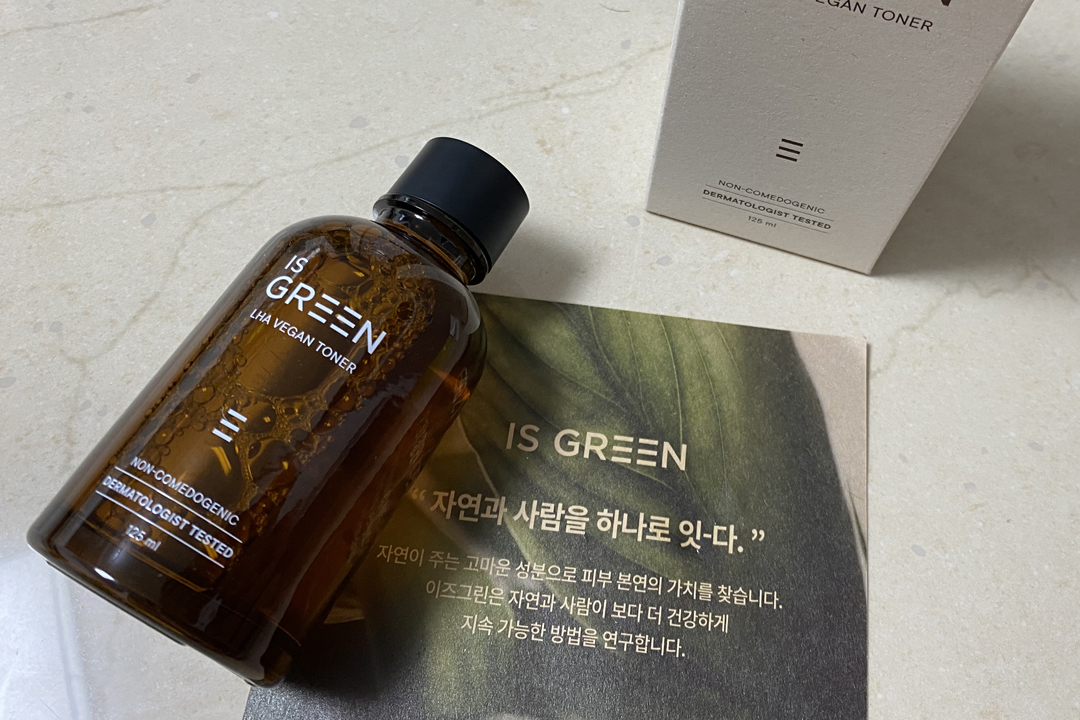 VEGAN TONER
NON-COMEDOGENIC
DERMATOLOGIST TESTED
125 ml
IS
GREEN
LHA VEGAN TONER
NON-COMEDOGENIC
DERMATOLOGIST TESTED
125 ml
IS GREEN
“ 자연과 사람을 하나로 잇-다. ”
자연이 주는 고마운 성분으로 피부 본연의 가치를 찾습니다.
이즈그린은 자연과 사람이 보다 더 건강하게
지속 가능한 방법을 연구합니다.